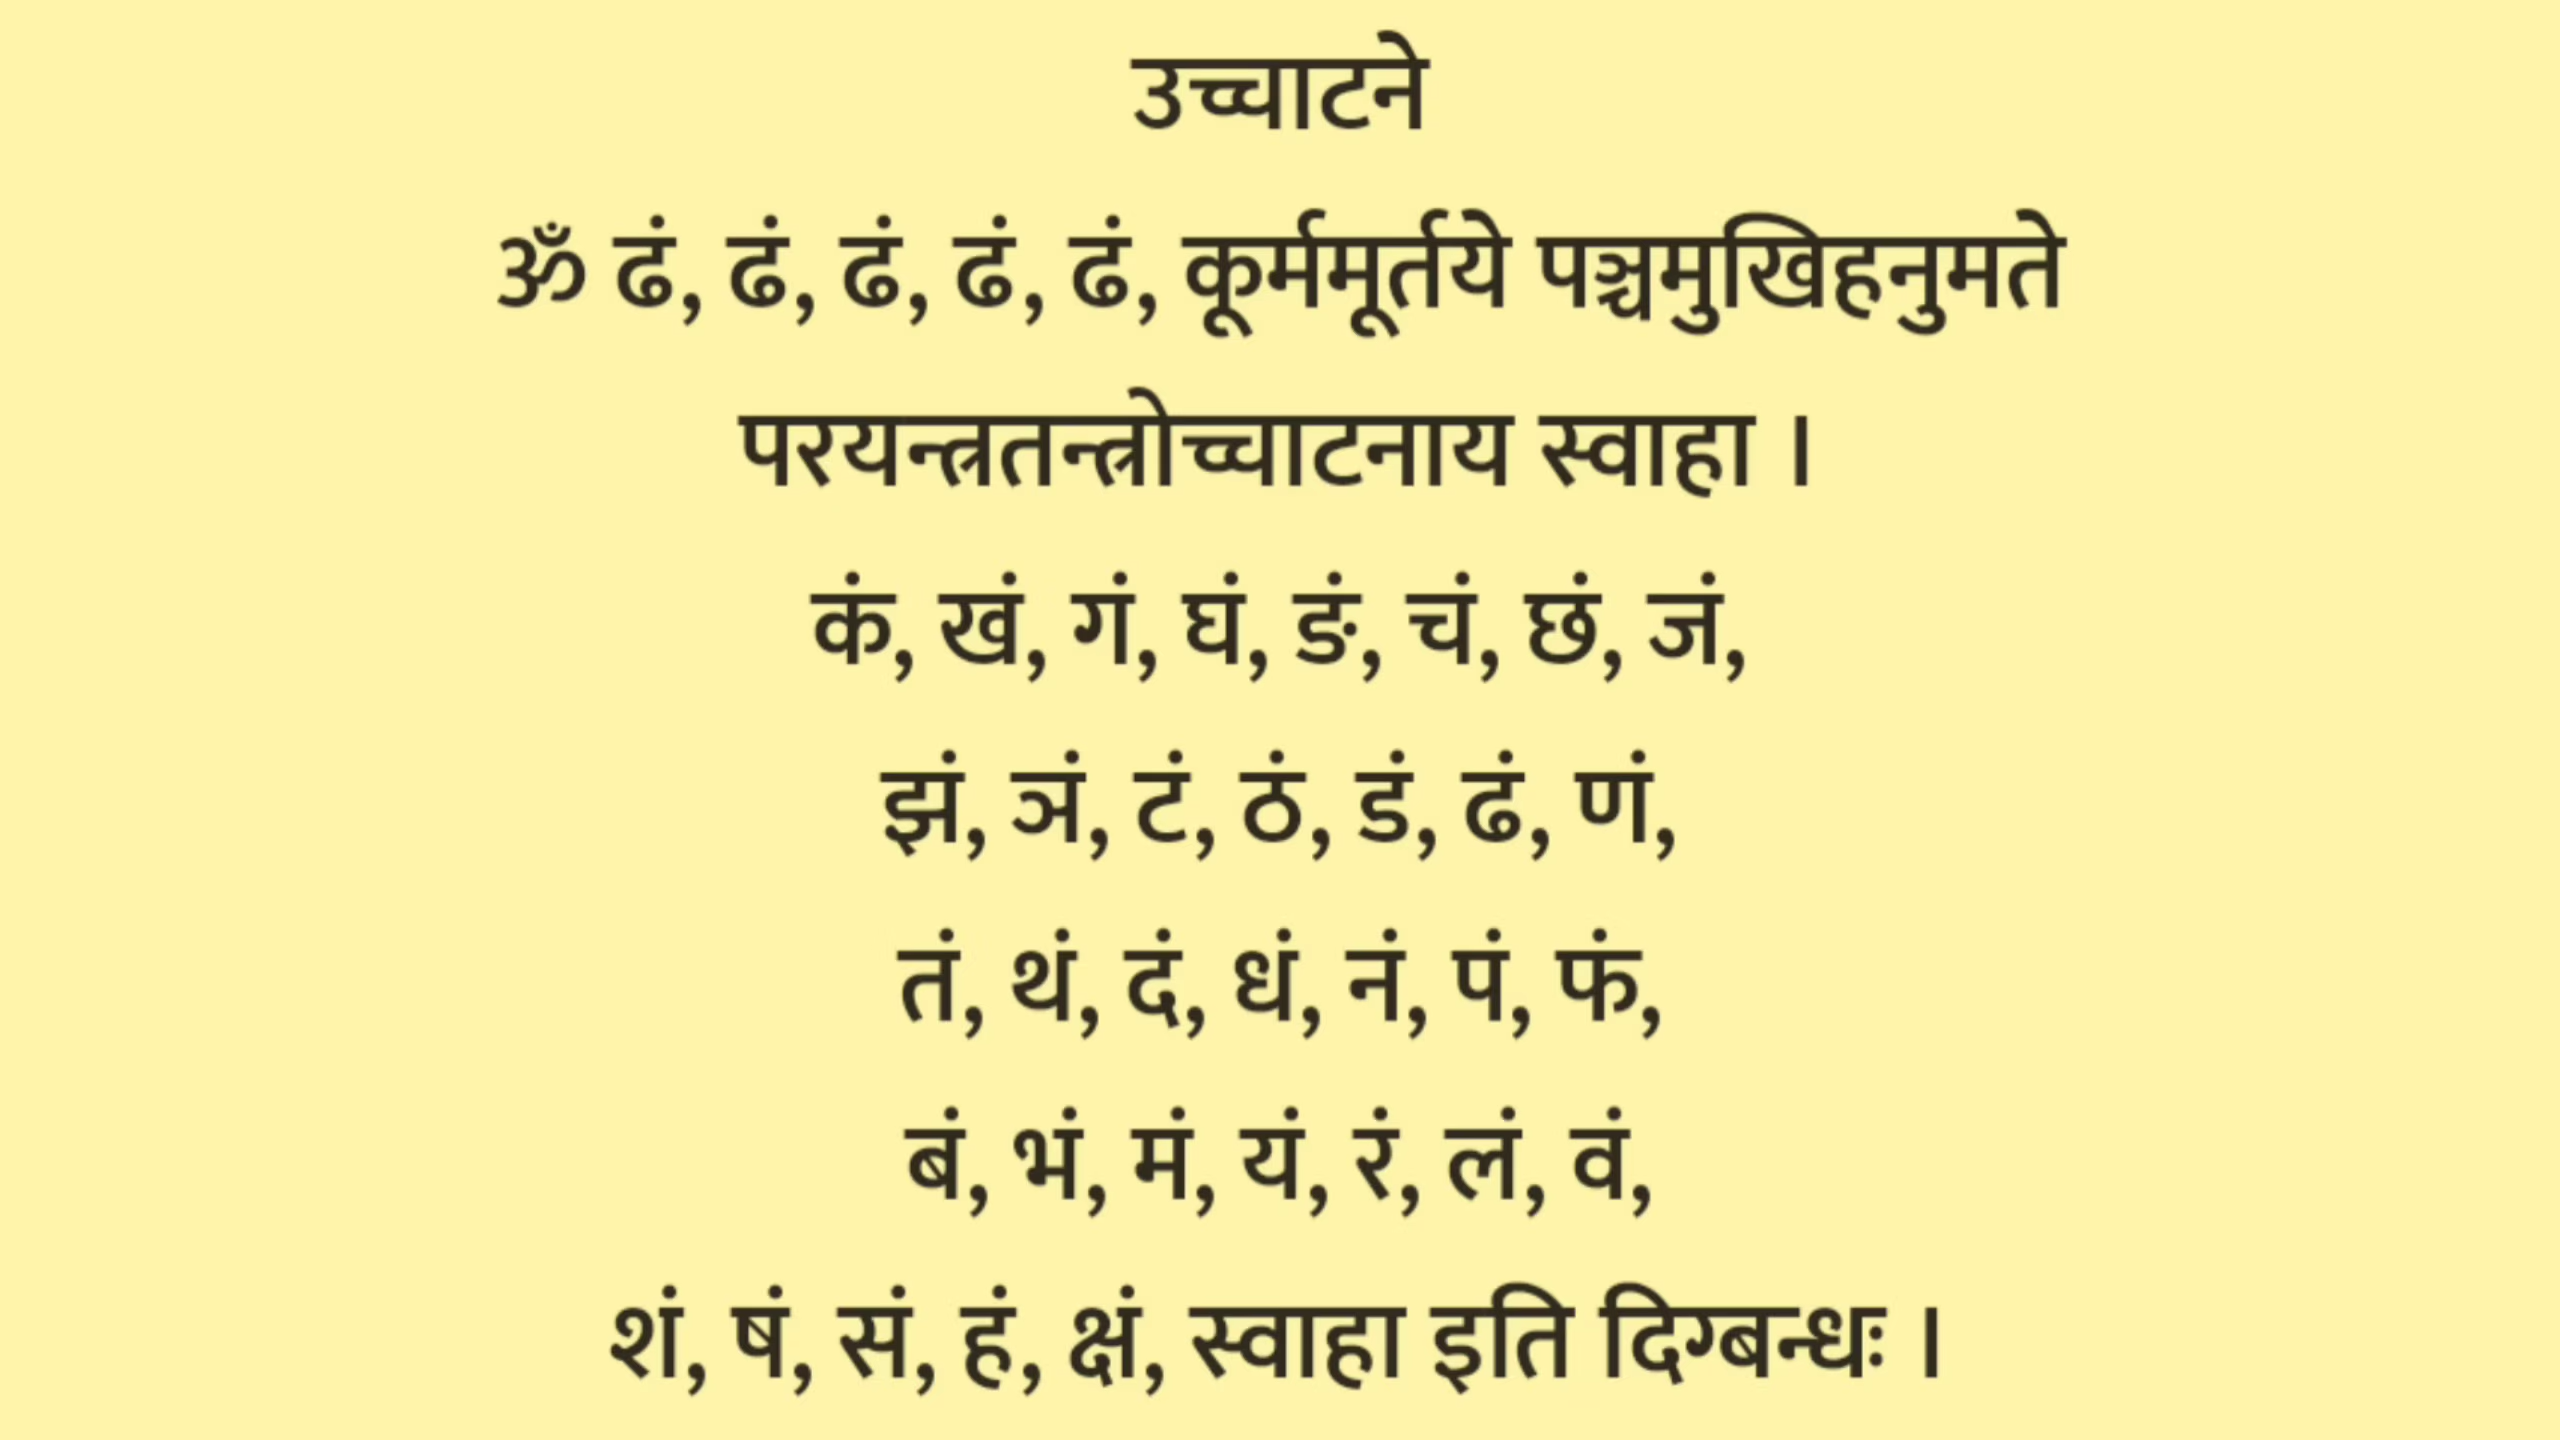 उच्चाटने
ॐ ढं, ढं, ढं, ढं, ढं, कूर्ममूर्तये पञ्चमुखिहनुमते
परयन्त्रतन्त्रोच्चाटनाय स्वाहा ।
कं, खं, गं, घं, ङं, चं, छं, जं,
झं, ञं, टं, ठं, डं, ढं, णं,
तं, थं, दं, धं, नं, पं, फं,
बं, भं, मं, यं, रं, लं, वं,
शं, षं, सं, हं, क्षं, स्वाहा इति दिग्बन्धः ।